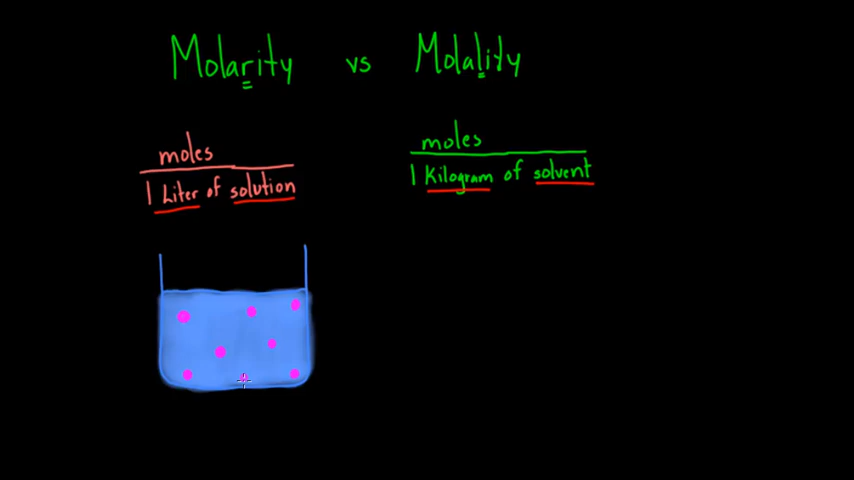 Molarity vs Molality
moles
1 Liter of solution
moles
1 Kilogram of solvent